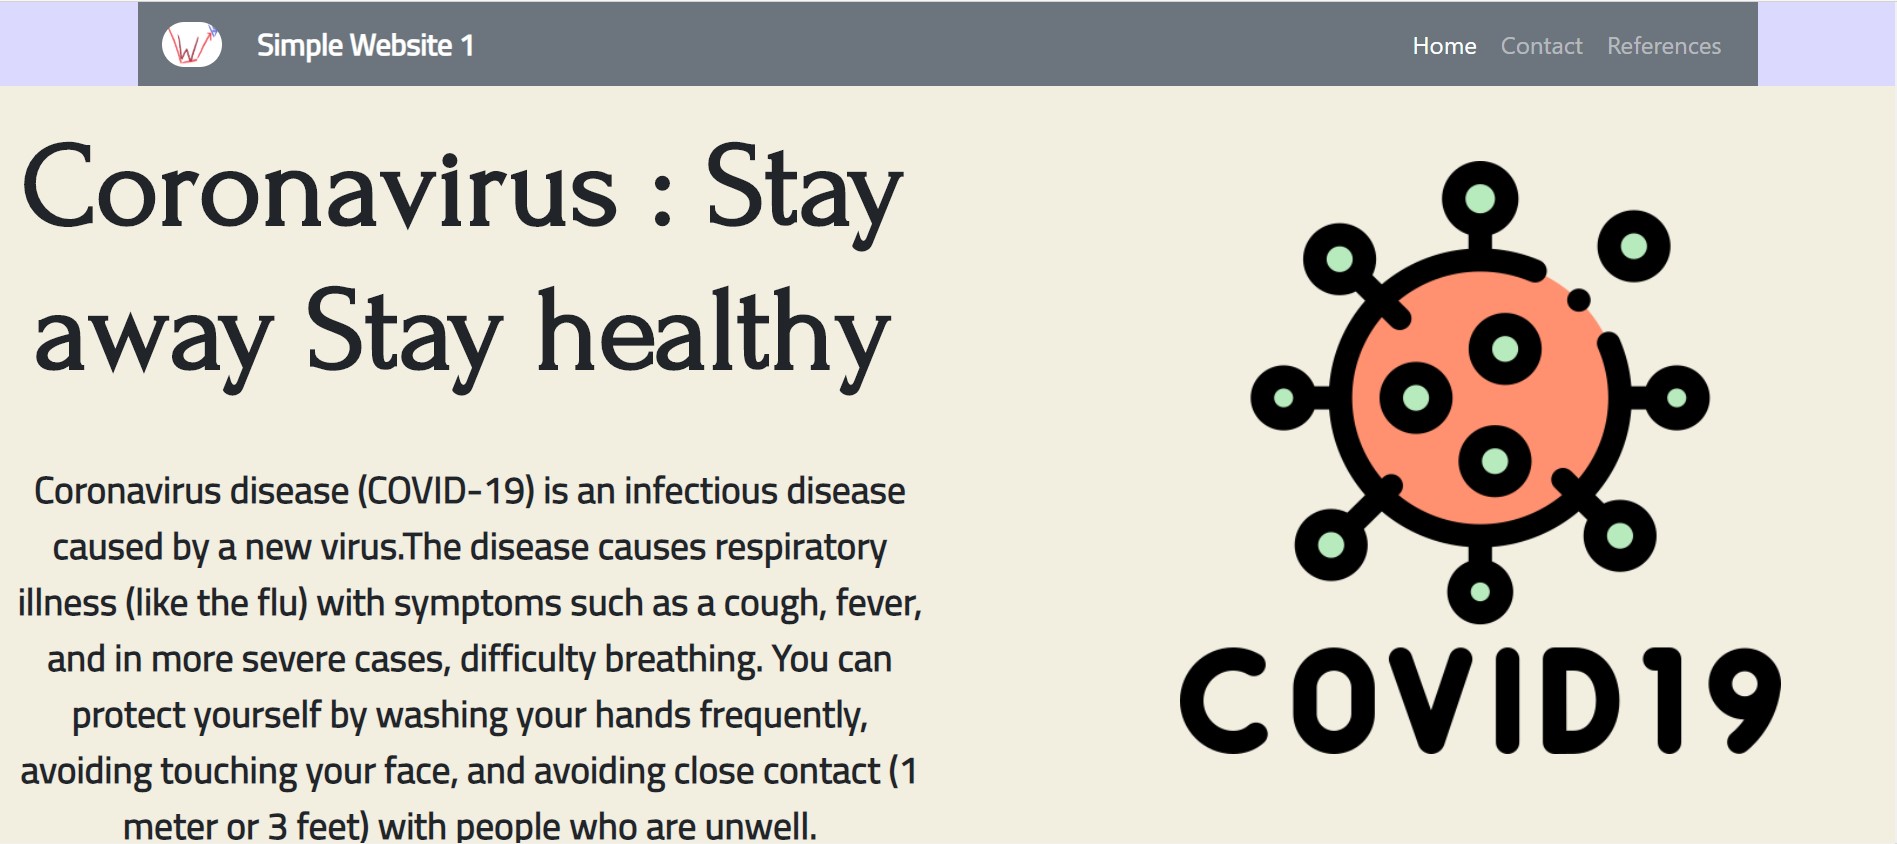 W
Simple Website 1
Home Contact References
Coronavirus : Stay
away Stay healthy
Coronavirus disease (COVID-19) is an infectious disease
caused by a new virus.The disease causes respiratory
illness (like the flu) with symptoms such as a cough, fever,
and in more severe cases, difficulty breathing. You can
protect yourself by washing your hands frequently,
avoiding touching your face, and avoiding close contact (1
meter or 3 feet) with people who are unwell.
COVID19